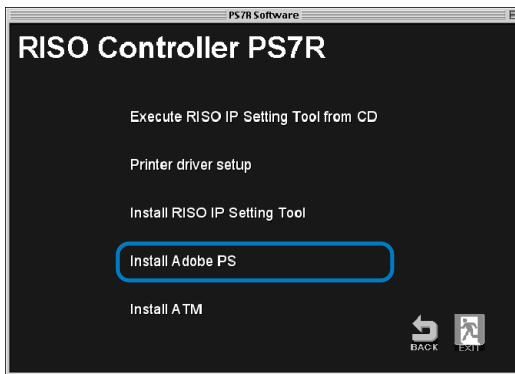 PS7R Software
RISO Controller PS7R
Execute RISO IP Setting Tool from CD
Printer driver setup
Install RISO IP Setting Tool
Install Adobe PS
Install ATM
BACK
EXIT